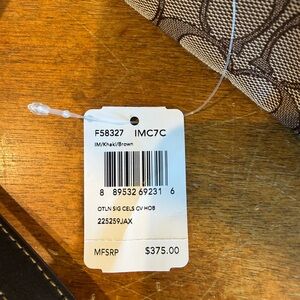 F58327 IMC7C
IM/Khaki/Brown
8 89532 69231 6
OTLN SIG CELS CV HOB
225259JAX
MFSRP $375.00